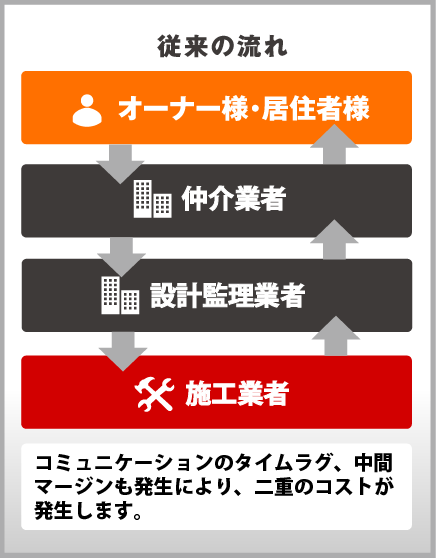 従来の流れ
オーナー様・居住者様
仲介業者
設計監理業者
施工業者
コミュニケーションのタイムラグ、中間
マージンも発生により、二重のコストが
発生します。